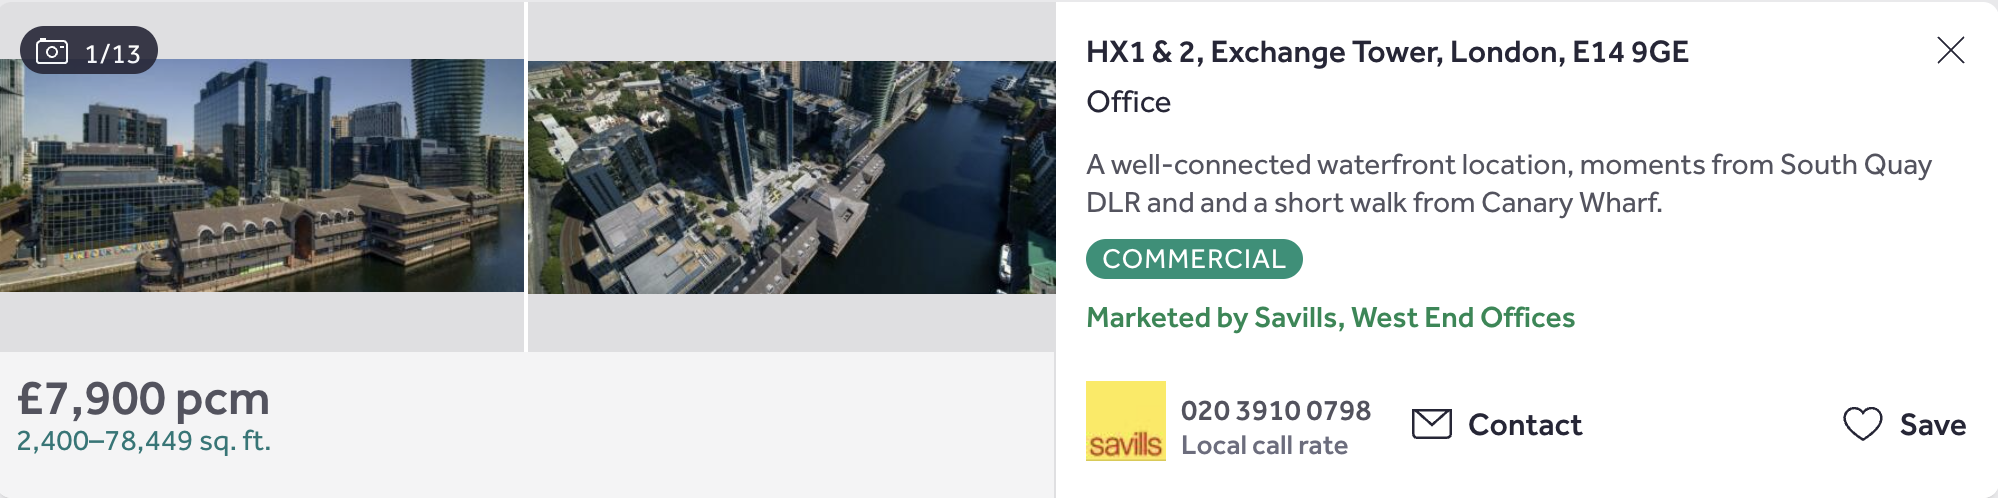 1/13
£7,900 pcm
2,400–78,449 sq. ft.
HX1 & 2, Exchange Tower, London, E14 9GE
Office
A well-connected waterfront location, moments from South Quay
DLR and and a short walk from Canary Wharf.
COMMERCIAL
Marketed by Savills, West End Offices
savills
020 3910 0798
Local call rate
Contact
Save